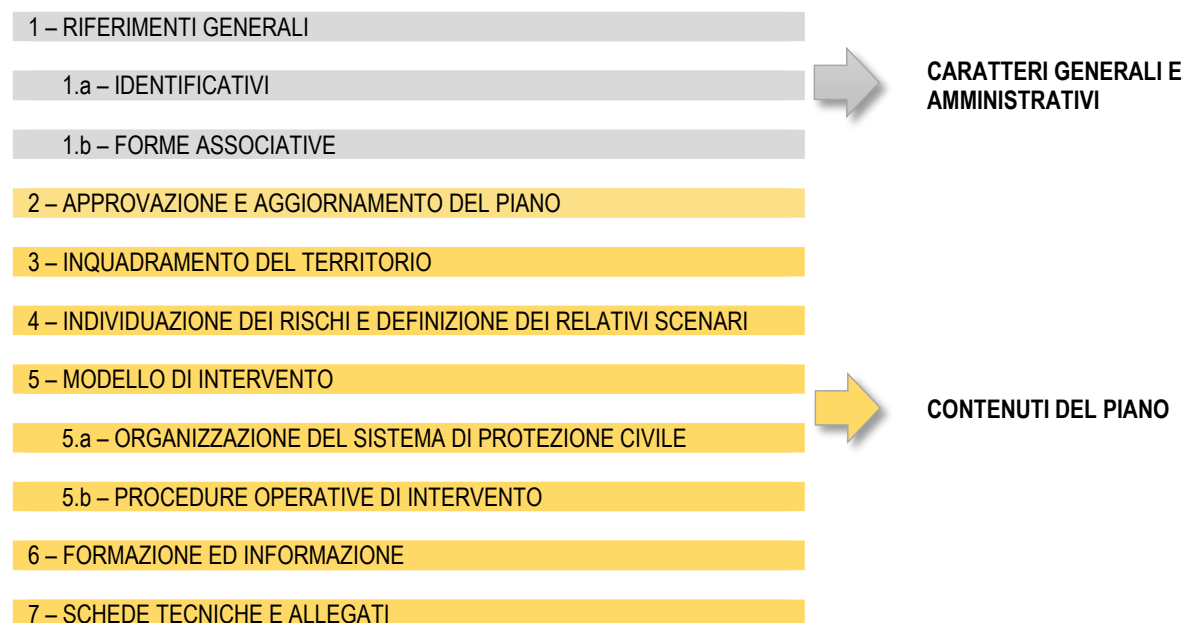 1 – RIFERIMENTI GENERALI
1.a – IDENTIFICATIVI
1.b – FORME ASSOCIATIVE
CARATTERI GENERALI E
AMMINISTRATIVI
2 – APPROVAZIONE E AGGIORNAMENTO DEL PIANO
3 – INQUADRAMENTO DEL TERRITORIO
4 – INDIVIDUAZIONE DEI RISCHI E DEFINIZIONE DEI RELATIVI SCENARI
5 – MODELLO DI INTERVENTO
5.a – ORGANIZZAZIONE DEL SISTEMA DI PROTEZIONE CIVILE
5.b – PROCEDURE OPERATIVE DI INTERVENTO
6 – FORMAZIONE ED INFORMAZIONE
7 – SCHEDE TECNICHE E ALLEGATI
CONTENUTI DEL PIANO